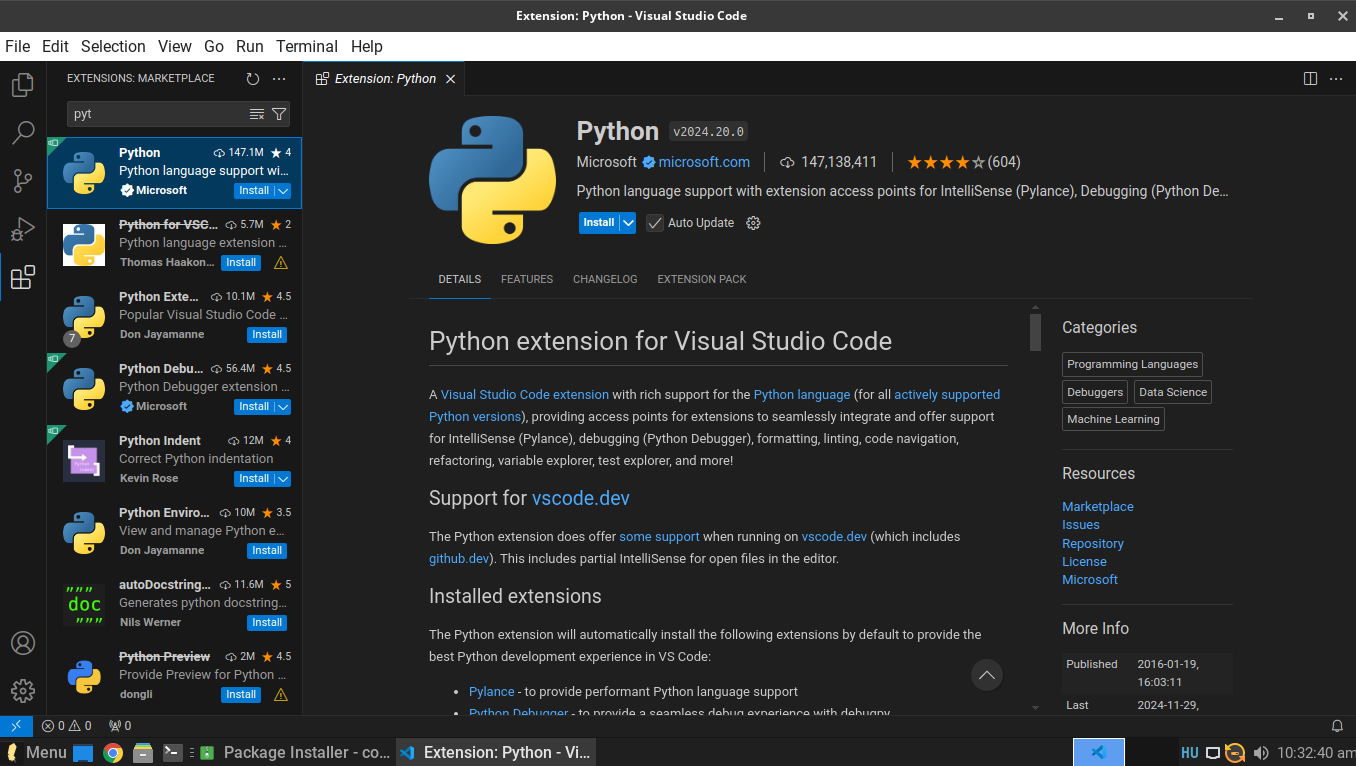 Extension: Python - Visual Studio Code
File Edit Selection View Go Run Terminal Help
EXTENSIONS: MARKETPLACE
pyt
Python 147.1M ★ 4
Python language support wi...
Microsoft Install
Python for VSC... 5.7M ★ 2
Python language extension ...
Thomas Haakon... Install
Python Exte... 10.1M ★ 4.5
Popular Visual Studio Code ...
7 Don Jayamanne Install
Python Debu... 56.4M ★ 4.5
Python Debugger extension ...
Microsoft Install
Python Indent 12M ★ 4
Correct Python indentation
Kevin Rose Install
Python Enviro... 10M ★ 3.5
View and manage Python e...
Don Jayamanne Install
autoDocstring... 11.6M ★ 5
""" doc """
Generates python docstring...
Nils Werner Install
Python Preview 2M ★ 4.5
Provide Preview for Python ...
dongli Install
Extension: Python
Python v2024.20.0
Microsoft microsoft.com 147,138,411 ★★★★☆(604)
Python language support with extension access points for IntelliSense (Pylance), Debugging (Python De...
Install Auto Update
DETAILS FEATURES CHANGELOG EXTENSION PACK
Python extension for Visual Studio Code
A Visual Studio Code extension with rich support for the Python language (for all actively supported
Python versions), providing access points for extensions to seamlessly integrate and offer support
for IntelliSense (Pylance), debugging (Python Debugger), formatting, linting, code navigation,
refactoring, variable explorer, test explorer, and more!
Support for vscode.dev
The Python extension does offer some support when running on vscode.dev (which includes
github.dev). This includes partial IntelliSense for open files in the editor.
Installed extensions
The Python extension will automatically install the following extensions by default to provide the
best Python development experience in VS Code:
• Pylance - to provide performant Python language support
• Python Debugger - to provide a seamless debug experience with debugpy
Categories
Programming Languages
Debuggers Data Science
Machine Learning
Resources
Marketplace
Issues
Repository
License
Microsoft
More Info
Published 2016-01-19,
16:03:11
Last 2024-11-29,
0 0 0
Menu Package Installer - co... Extension: Python - Vi... HU 10:32:40 am